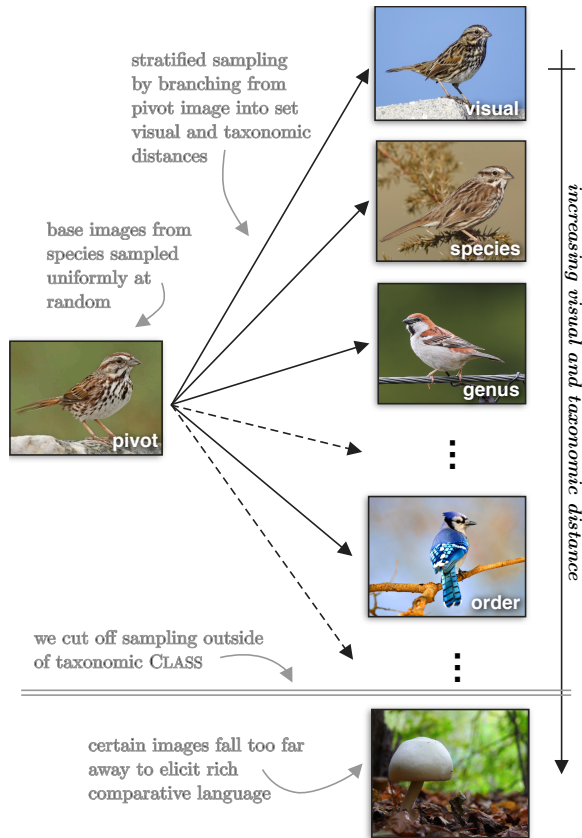 stratified sampling
by branching from
pivot image into set
visual and taxonomic
distances
visual
base images from
species sampled
uniformly at
random
species
genus
pivot
order
increasing visual and taxonomic distance
we cut off sampling outside
of taxonomic CLASS
certain images fall too far
away to elicit rich
comparative language